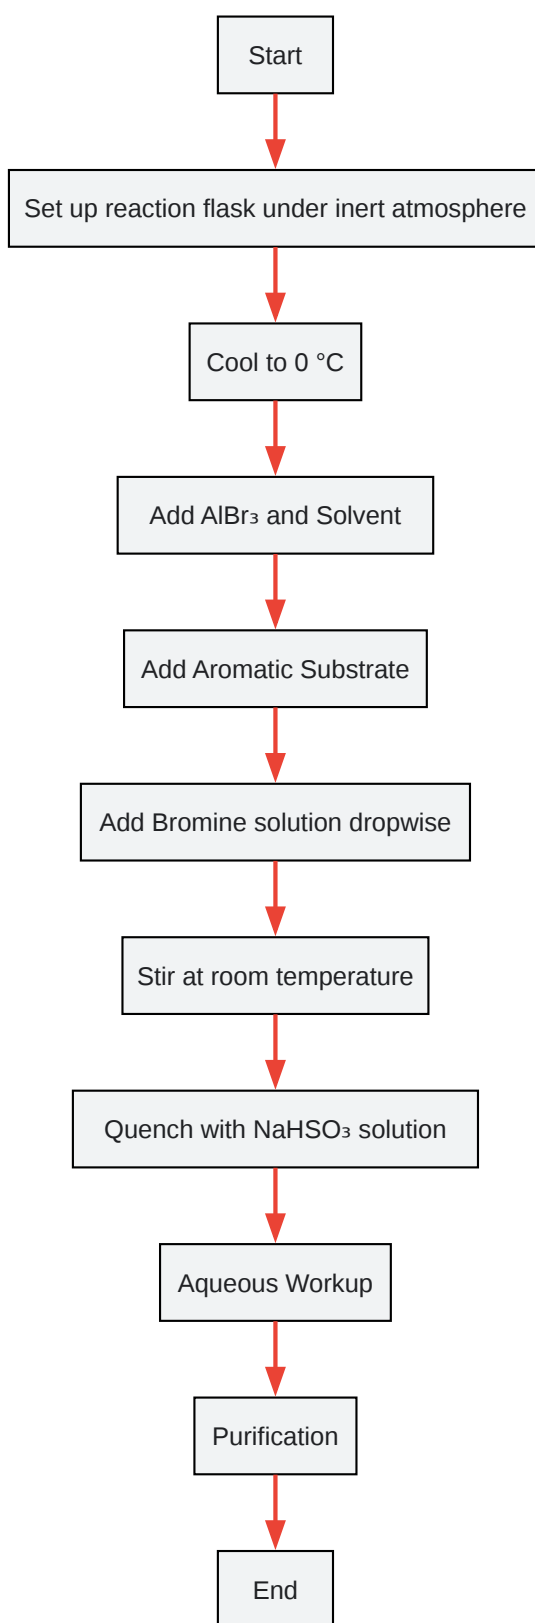 Start
Set up reaction flask under inert atmosphere
Cool to 0 °C
Add AlBr₃ and Solvent
Add Aromatic Substrate
Add Bromine solution dropwise
Stir at room temperature
Quench with NaHSO₃ solution
Aqueous Workup
Purification
End